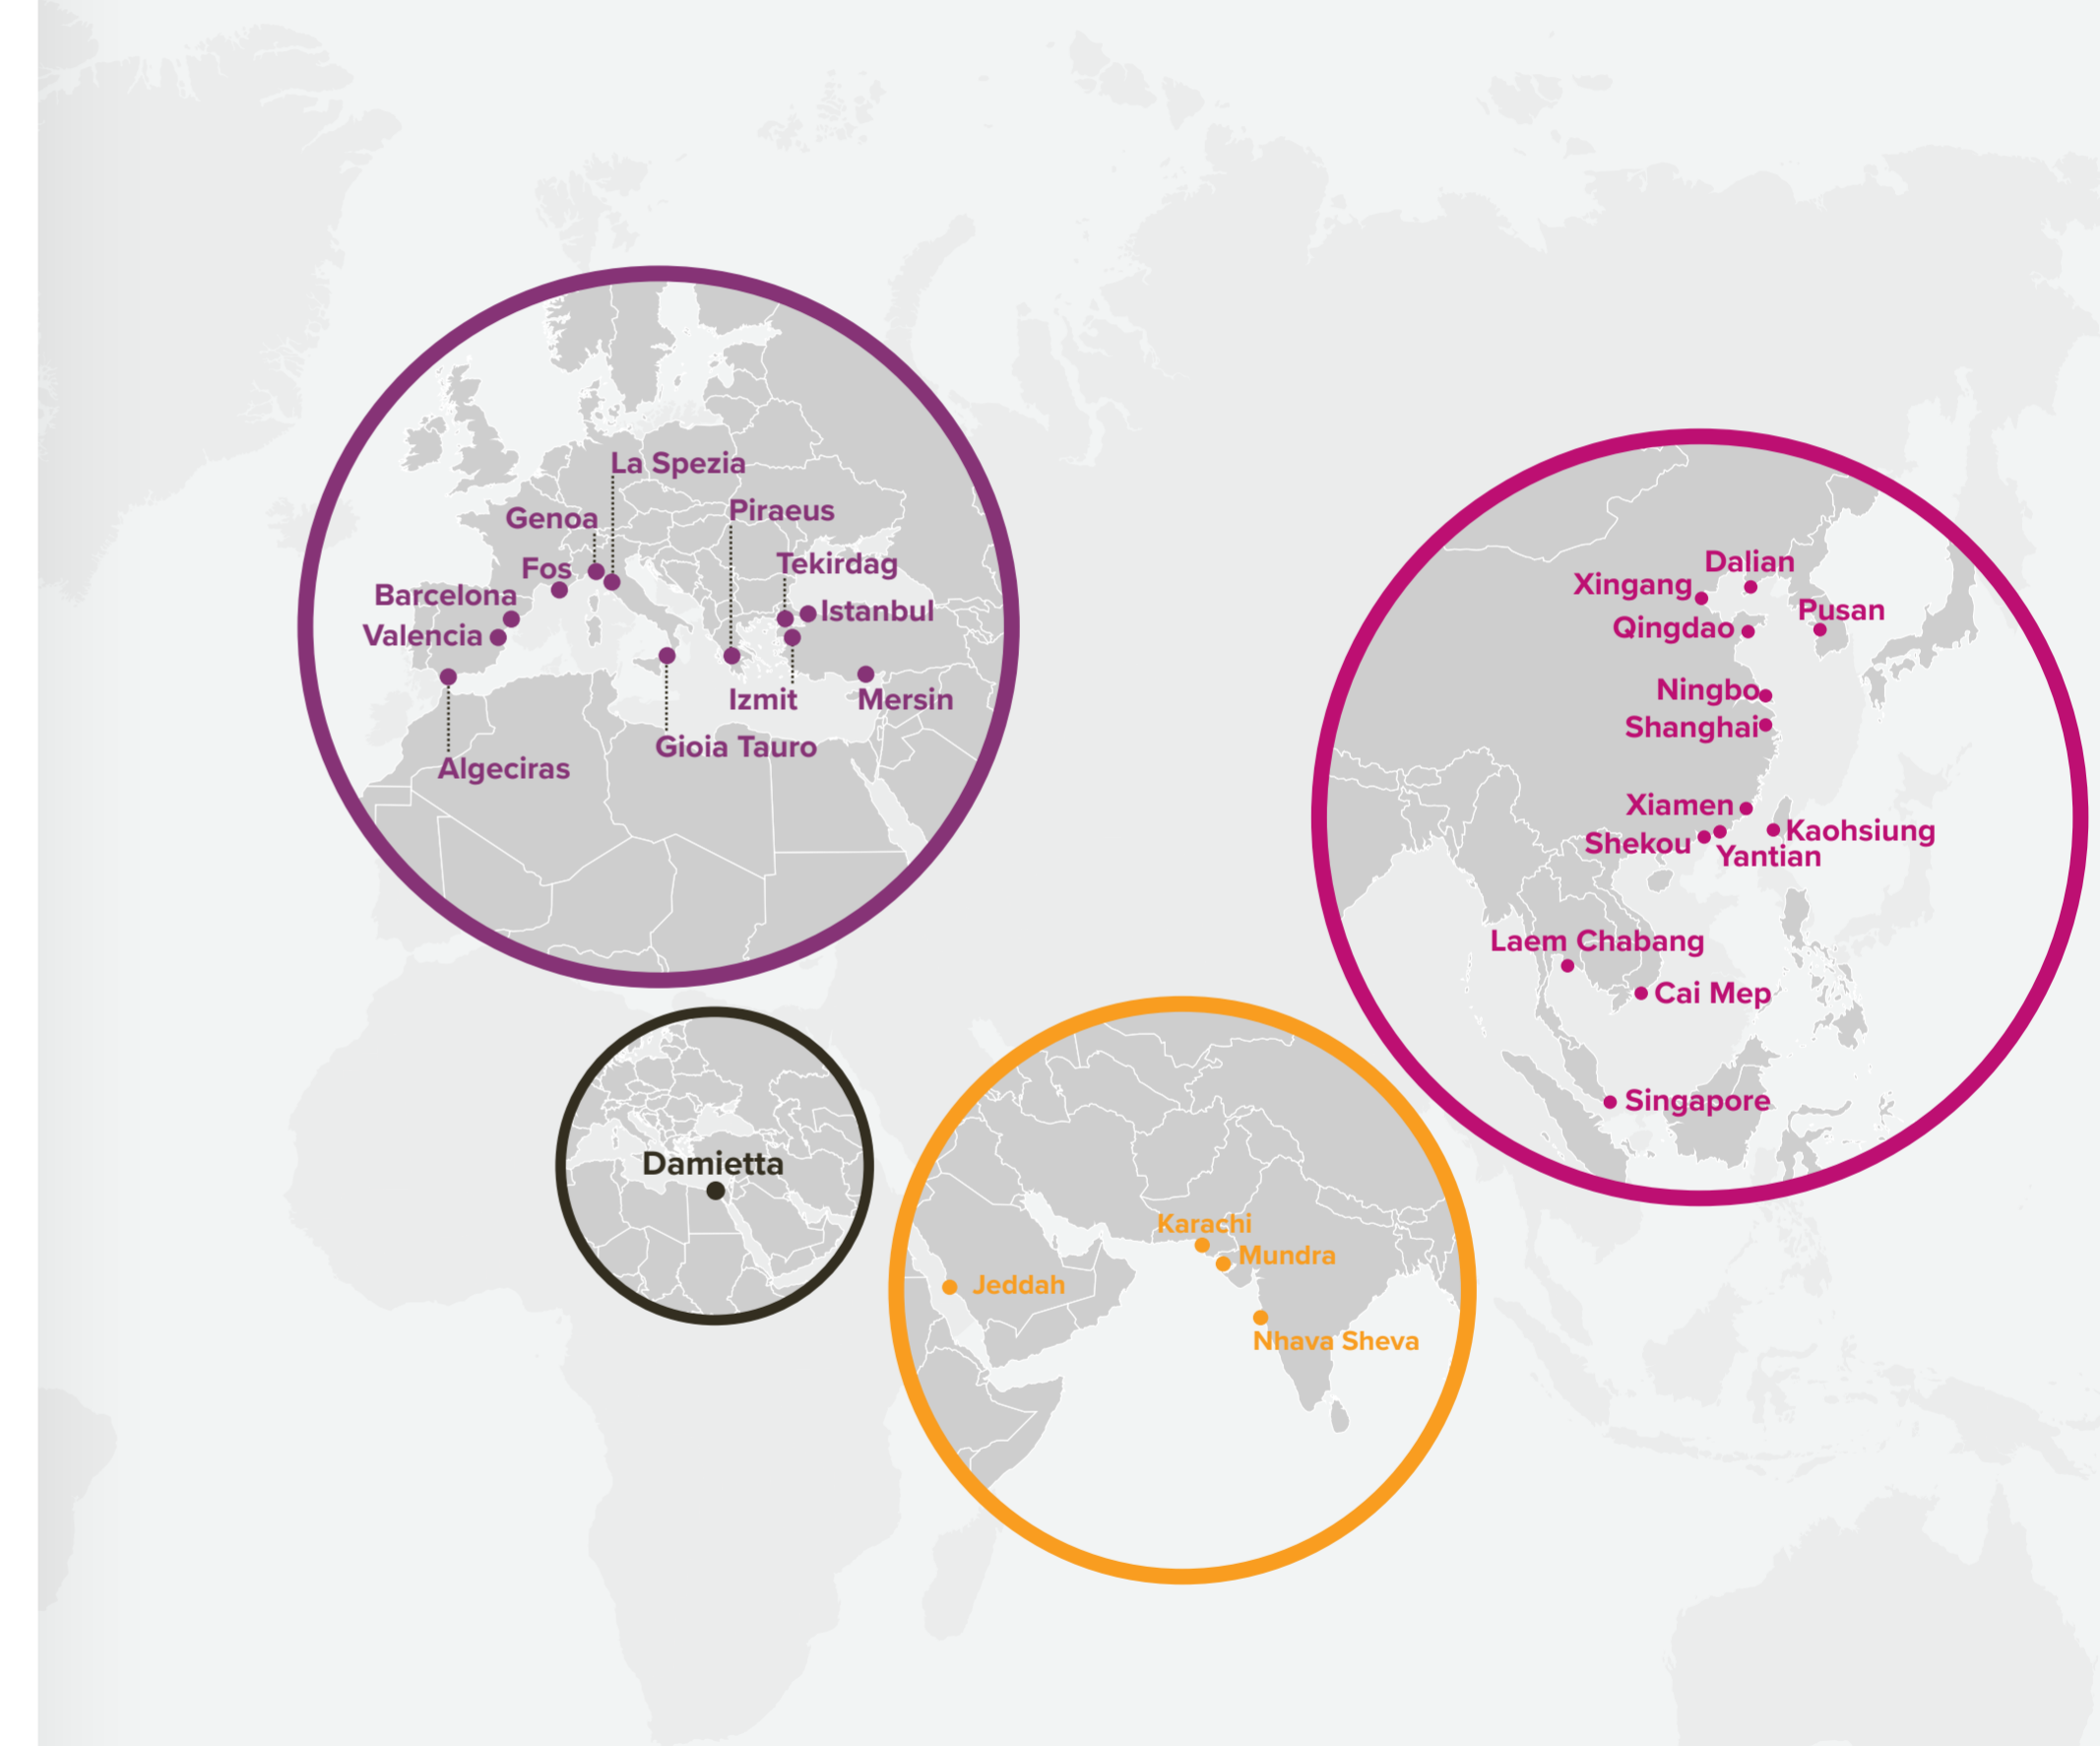 La Spezia
Piraeus
Genoa
Tekirdag
Fos
Barcelona
Istanbul
Valencia
Izmit
Mersin
Gioia Tauro
Algeciras
Dalian
Xingang
Pusan
Qingdao
Ningbo
Shanghai
Xiamen
Kaohsiung
Shekou
Yantian
Laem Chabang
Cai Mep
Singapore
Damietta
Karachi
Mundra
Jeddah
Nhava Sheva